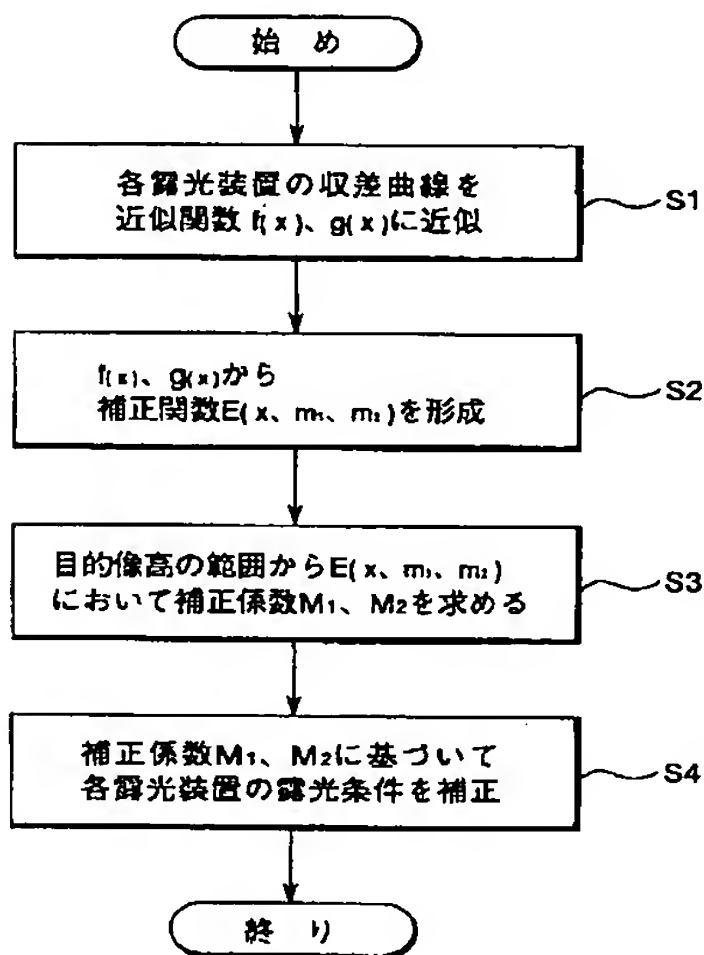 始め
各露光装置の収差曲線を
近似関数 f(x)、g(x)に近似
S1
f(x)、g(x)から
補正関数E(x、m₁、m₂)を形成
S2
目的像高の範囲からE(x、m₁、m₂)
において補正係数M₁、M₂を求める
S3
補正係数M₁、M₂に基づいて
各露光装置の露光条件を補正
S4
終り